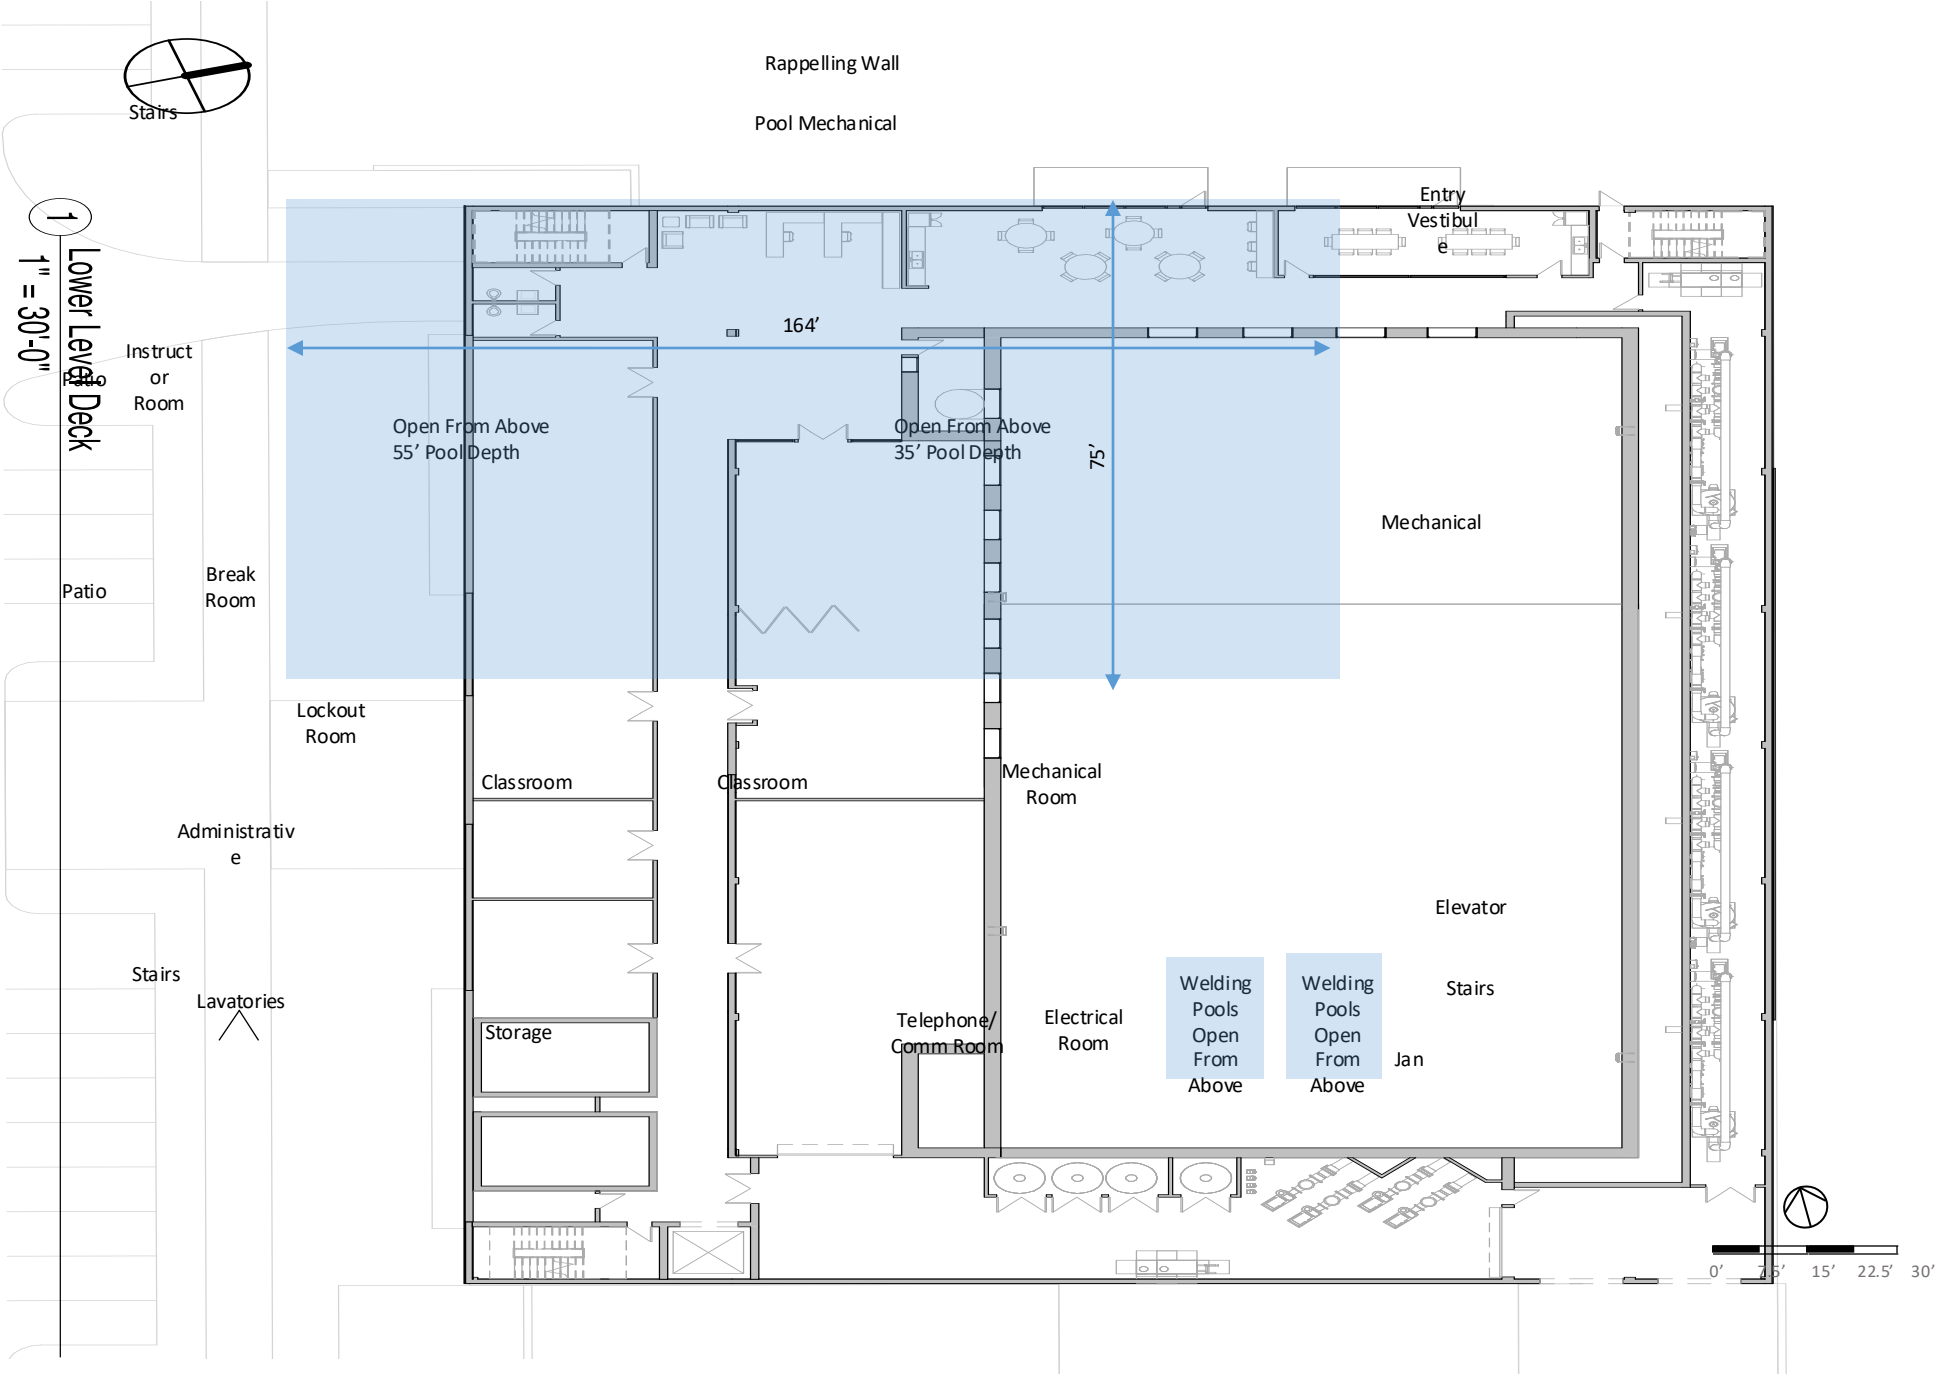 Rappelling Wall
Stairs
Pool Mechanical
Entry
Vestibul
e
1
Lower Level Deck
1" = 30'-0"
164’
Instruct
or
Room
Patio
Open From Above
55’ Pool Depth
Open From Above
35’ Pool Depth
75’
Mechanical
Break
Room
Patio
Lockout
Room
Classroom
Classroom
Mechanical
Room
Administrativ
e
Elevator
Stairs
Lavatories
Storage
Telephone/
Comm Room
Electrical
Room
Welding
Pools
Open
From
Above
Welding
Pools
Open
From
Above
Stairs
Jan
0’ 7.5’ 15’ 22.5’ 30’